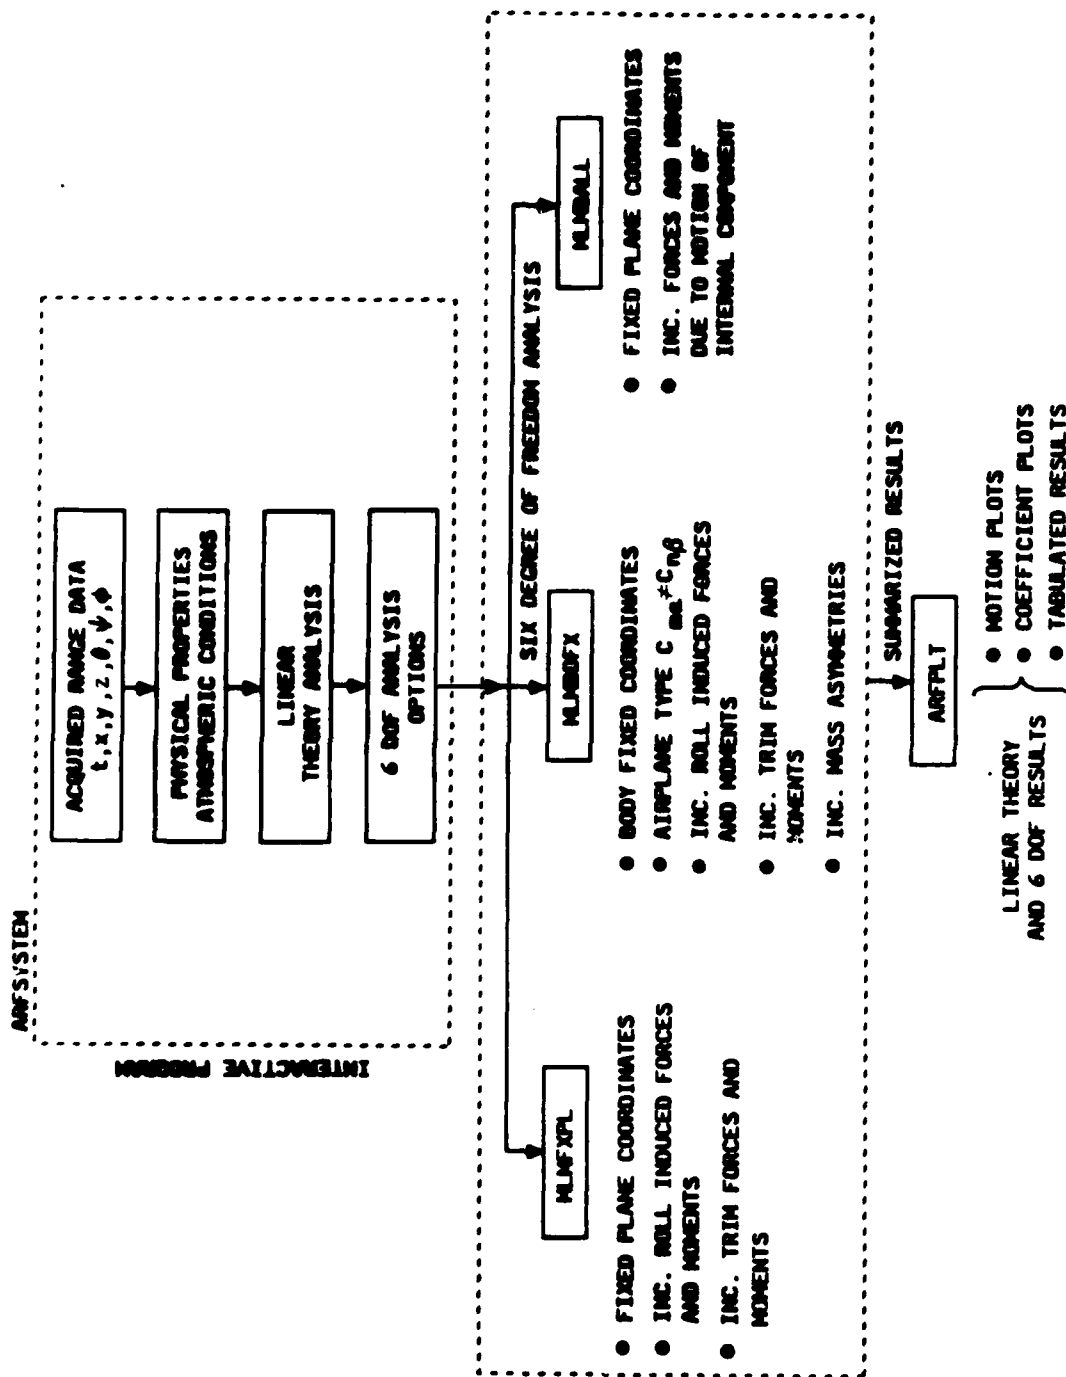 ARFSYSTEM
INTERACTIVE PROGRAM
ACQUIRED RANGE DATA
t,x,y,z,θ,ψ,ϕ
PHYSICAL PROPERTIES
ATMOSPHERIC CONDITIONS
LINEAR
THEORY ANALYSIS
6 DOF ANALYSIS
OPTIONS
SIX DEGREE OF FREEDOM ANALYSIS
MLMFXPL
● FIXED PLANE COORDINATES
● INC. ROLL INDUCED FORCES
AND MOMENTS
● INC. TRIM FORCES AND
MOMENTS
MLMBDFX
● BODY FIXED COORDINATES
● AIRPLANE TYPE C mα ≠ C nβ
● INC. ROLL INDUCED FORCES
AND MOMENTS
● INC. TRIM FORCES AND
MOMENTS
● INC. MASS ASYMMETRIES
MLMBALL
● FIXED PLANE COORDINATES
● INC. FORCES AND MOMENTS
DUE TO MOTION OF
INTERNAL COMPONENT
SUMMARIZED RESULTS
ARFPLT
LINEAR THEORY
AND 6 DOF RESULTS
● MOTION PLOTS
● COEFFICIENT PLOTS
● TABULATED RESULTS